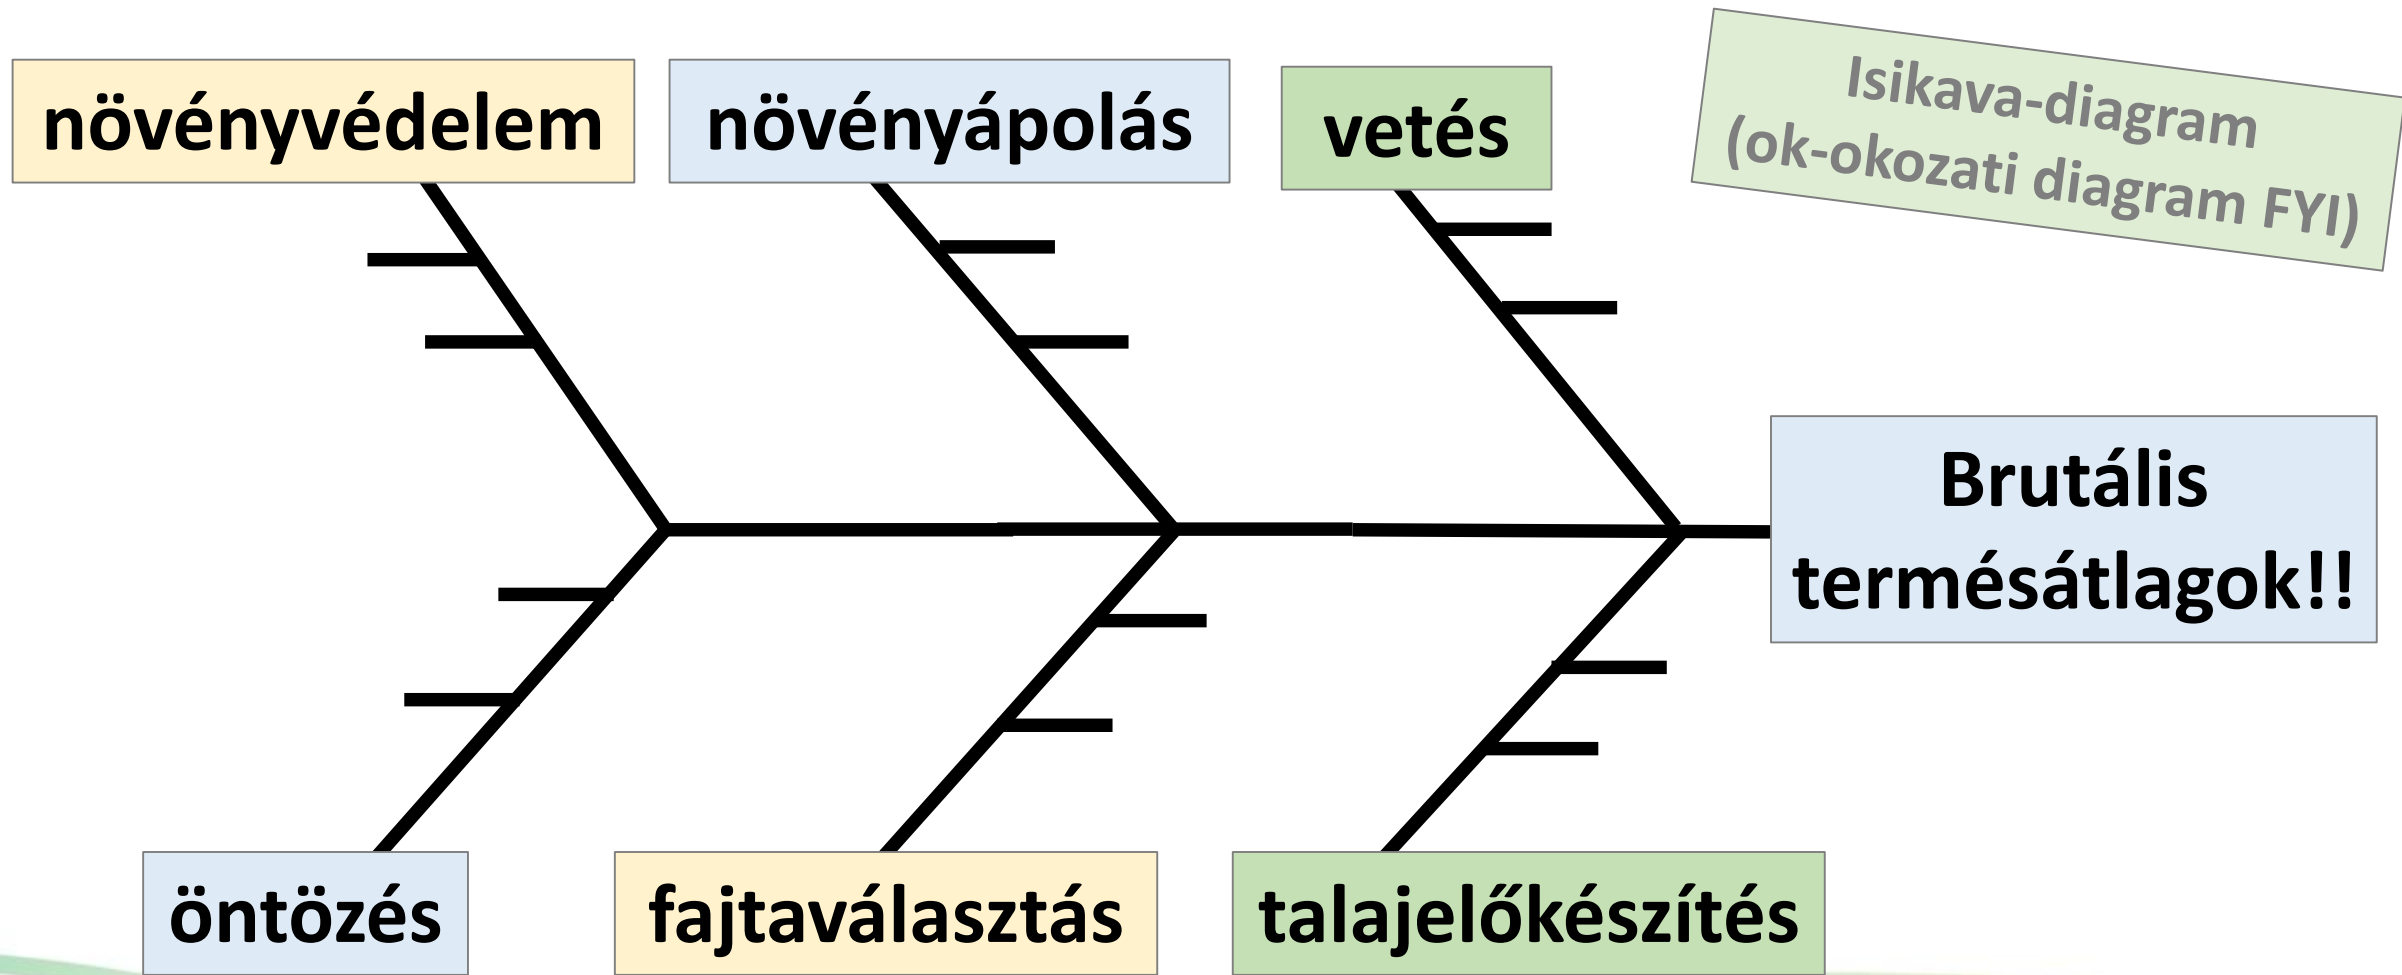 növényvédelem
növényápolás
vetés
Isikava-diagram
(ok-okozati diagram FYI)
Brutális
termésátlagok!!
öntözés
fajtaválasztás
talajelőkészítés